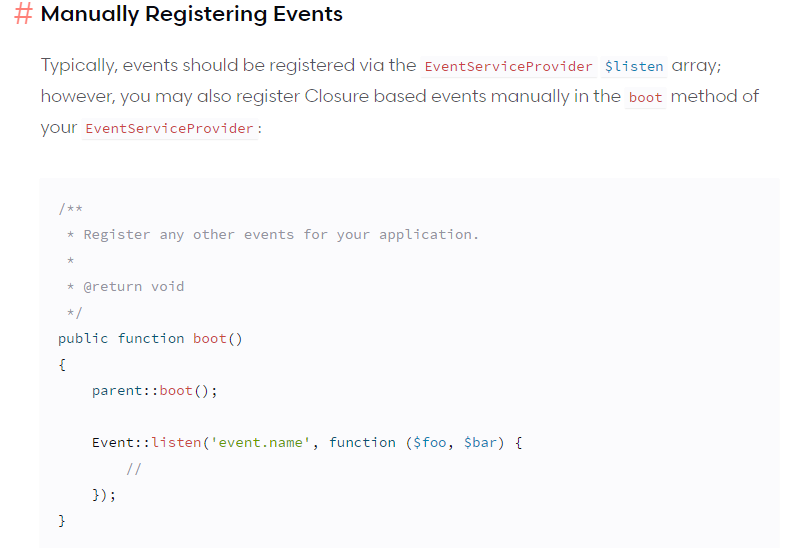 # Manually Registering Events
Typically, events should be registered via the EventServiceProvider $listen array;
however, you may also register Closure based events manually in the boot method of
your EventServiceProvider:
/**
 * Register any other events for your application.
 *
 * @return void
 */
public function boot()
{
    parent::boot();

    Event::listen('event.name', function ($foo, $bar) {
        //
    });
}